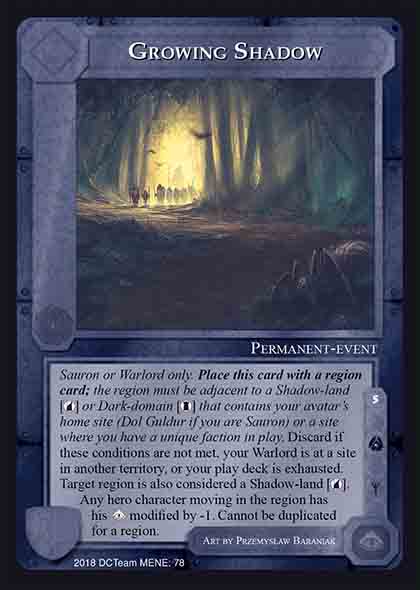 Growing Shadow
Permanent-event
Sauron or Warlord only. Place this card with a region
card; the region must be adjacent to a Shadow-land
[ ] or Dark-domain [ ] that contains your avatar's
home site (Dol Guldur if you are Sauron) or a site
where you have a unique faction in play. Discard if
these conditions are not met, your Warlord is at a site
in another territory, or your play deck is exhausted.
Target region is also considered a Shadow-land [ ].
Any hero character moving in the region has
his modified by -1. Cannot be duplicated
for a region.
5
Art by Przemysław Baraniak
2018 DCTeam MENE: 78